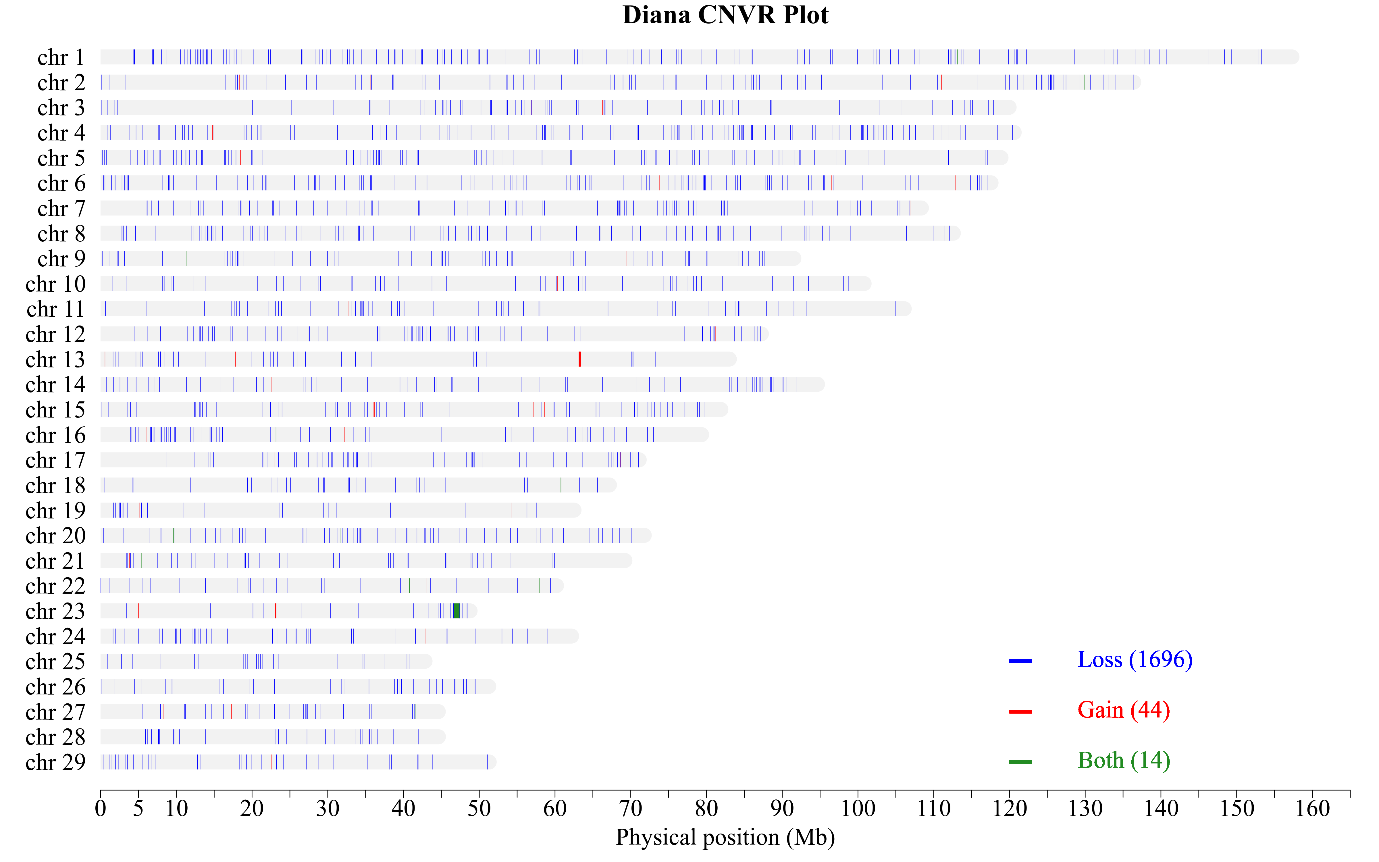 Diana CNVR Plot
chr 1
chr 2
chr 3
chr 4
chr 5
chr 6
chr 7
chr 8
chr 9
chr 10
chr 11
chr 12
chr 13
chr 14
chr 15
chr 16
chr 17
chr 18
chr 19
chr 20
chr 21
chr 22
chr 23
chr 24
chr 25
chr 26
chr 27
chr 28
chr 29
Loss (1696)
Gain (44)
Both (14)
0 5 10 20 30 40 50 60 70 80 90 100 110 120 130 140 150 160
Physical position (Mb)